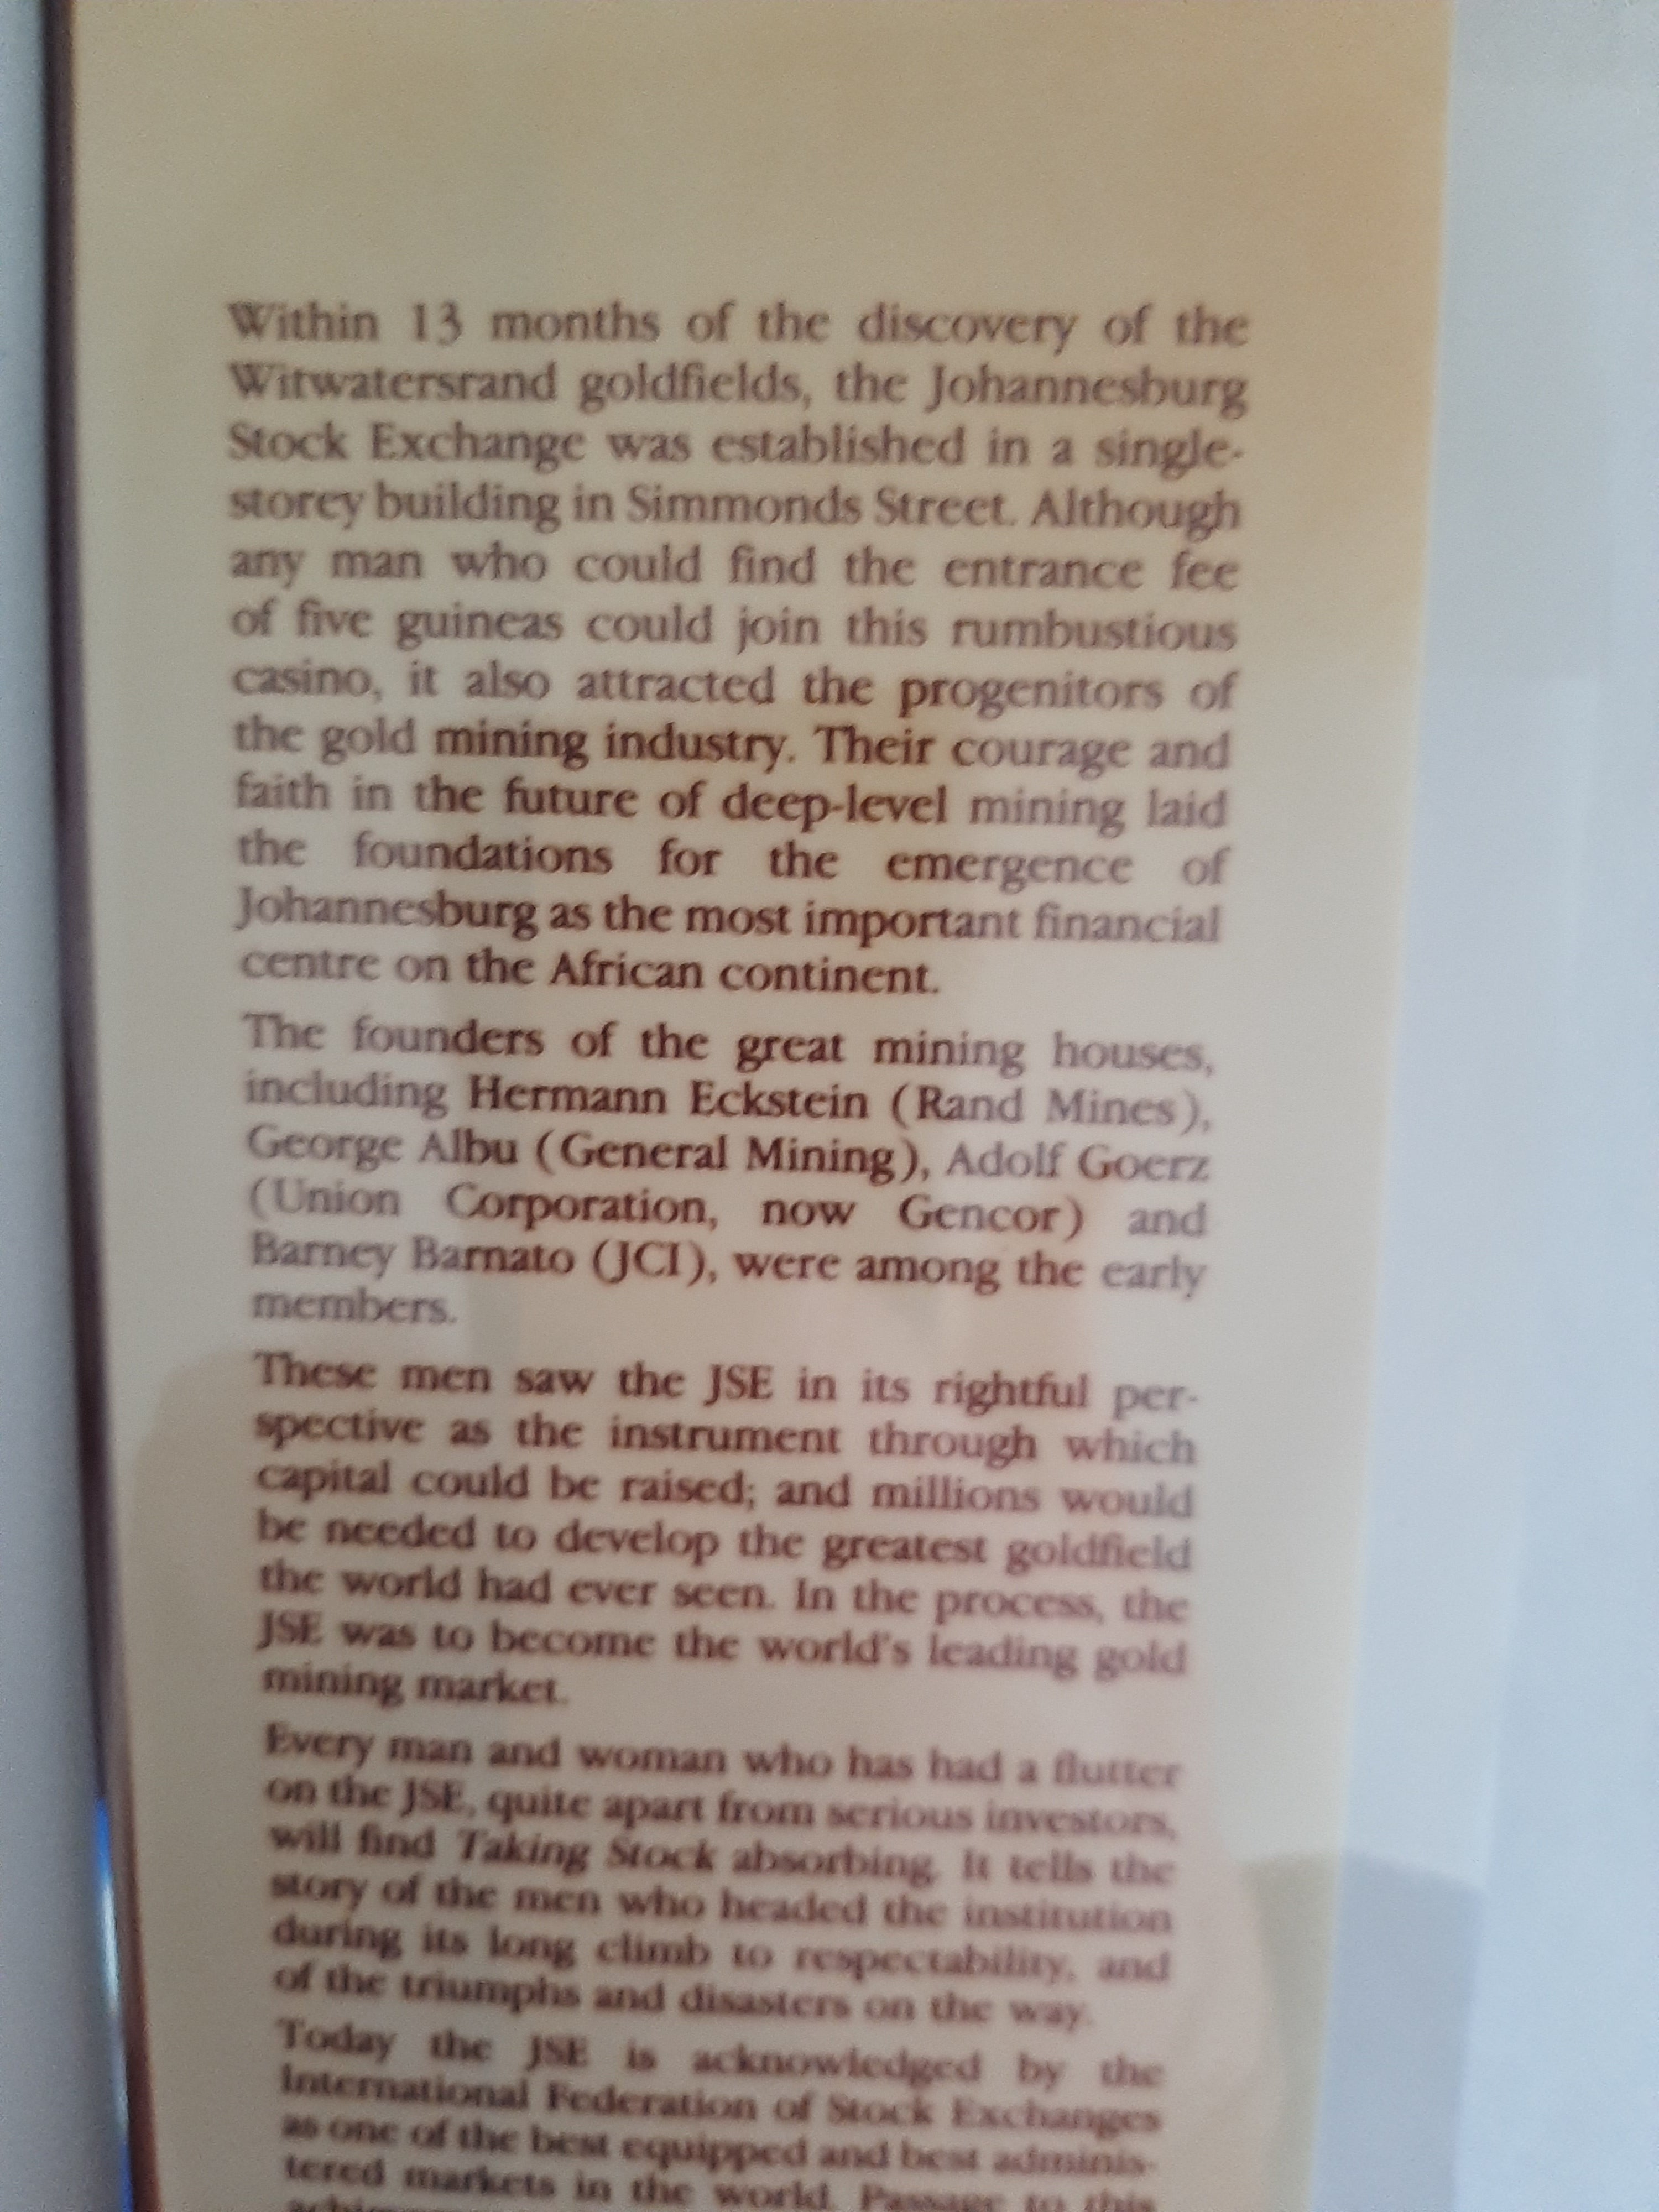 Within 13 months of the discovery of the
Witwatersrand goldfields, the Johannesburg
Stock Exchange was established in a single-
storey building in Simmonds Street. Although
any man who could find the entrance fee
of five guineas could join this rumbustious
casino, it also attracted the progenitors of
the gold mining industry. Their courage and
faith in the future of deep-level mining laid
the foundations for the emergence of
Johannesburg as the most important financial
centre on the African continent.
The founders of the great mining houses,
including Hermann Eckstein (Rand Mines),
George Albu (General Mining), Adolf Goerz
(Union Corporation, now Gencor) and
Barney Barnato (JCI), were among the early
members.
These men saw the JSE in its rightful per-
spective as the instrument through which
capital could be raised; and millions would
be needed to develop the greatest goldfield
the world had ever seen. In the process, the
JSE was to become the world's leading gold
mining market.
Every man and woman who has had a flutter
on the JSE, quite apart from serious investors,
will find Taking Stock absorbing. It tells the
story of the men who headed the institution
during its long climb to respectability, and
of the triumphs and disasters on the way.
Today the JSE is acknowledged by the
International Federation of Stock Exchanges
as one of the best equipped and best adminis-
tered markets in the world. Passage to this